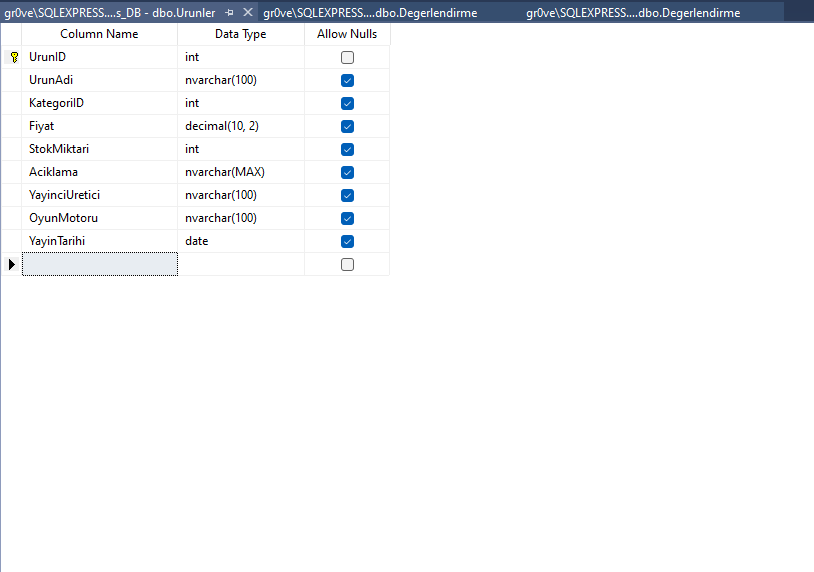 gr0ve\SQLEXPRESS....s_DB - dbo.Urunler gr0ve\SQLEXPRESS....dbo.Degerlendirme gr0ve\SQLEXPRESS....dbo.Degerlendirme
Column Name Data Type Allow Nulls
UrunID int
UrunAdi nvarchar(100)
KategoriID int
Fiyat decimal(10, 2)
StokMiktari int
Aciklama nvarchar(MAX)
YayinciUretici nvarchar(100)
OyunMotoru nvarchar(100)
YayinTarihi date